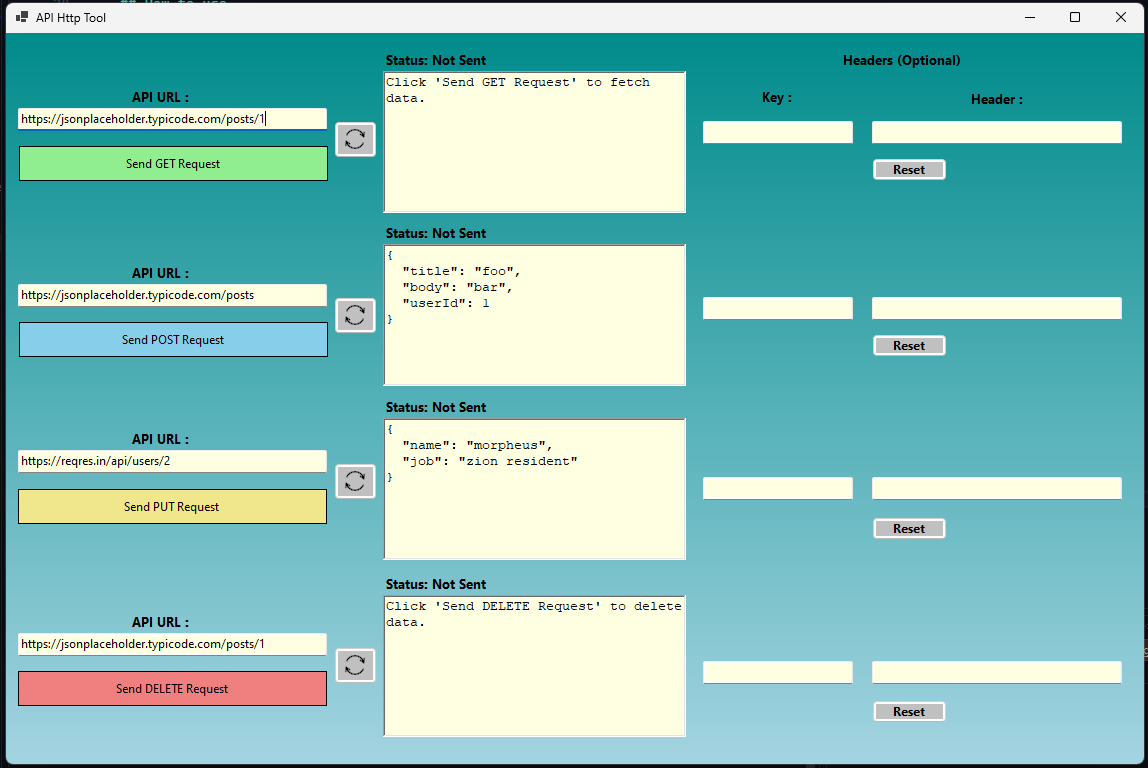 ## How to use
API Http Tool
Status: Not Sent
Headers (Optional)
API URL :
Click 'Send GET Request' to fetch
data.
Key :
Header :
https://jsonplaceholder.typicode.com/posts/1
Send GET Request
Reset
Status: Not Sent
API URL :
{
"title": "foo",
"body": "bar",
"userId": 1
}
https://jsonplaceholder.typicode.com/posts
Send POST Request
Reset
Status: Not Sent
API URL :
{
"name": "morpheus",
"job": "zion resident"
}
https://reqres.in/api/users/2
Send PUT Request
Reset
Status: Not Sent
API URL :
Click 'Send DELETE Request' to delete
data.
https://jsonplaceholder.typicode.com/posts/1
Send DELETE Request
Reset